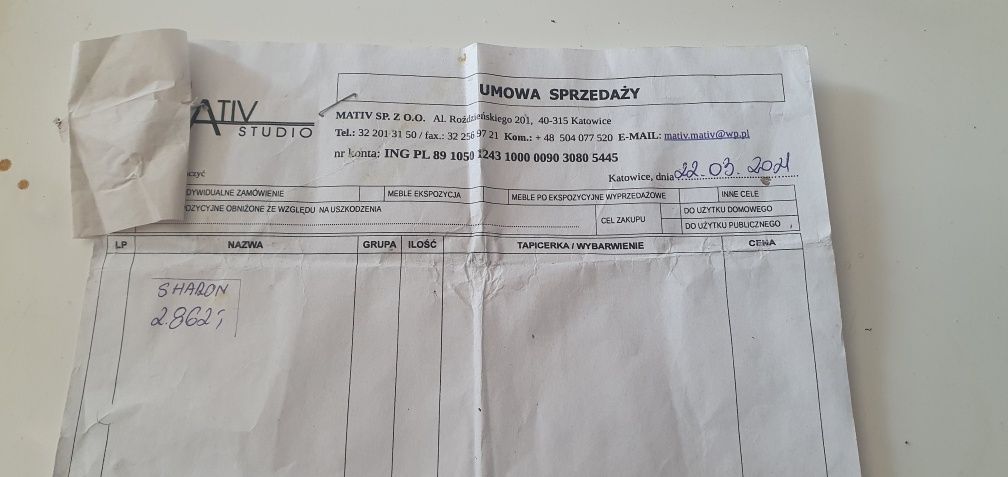 UMOWA SPRZEDAŻY
ATIV
STUDIO
MATIV SP. Z O.O. Al. Roździeńskiego 201, 40-315 Katowice
Tel.: 32 201 31 50 / fax.: 32 256 97 21 Kom.: + 48 504 077 520 E-MAIL: mativ.mativ@wp.pl
nr konta: ING PL 89 1050 1243 1000 0090 3080 5445
Katowice, dnia 22.03.2021
DYWIDUALNE ZAMÓWIENIE MEBLE EKSPOZYCJA MEBLE PO EKSPOZYCYJNE WYPRZEDAŻOWE INNE CELE
OZYCYJNE OBNIŻONE ZE WZGLĘDU NA USZKODZENIA CEL ZAKUPU DO UŻYTKU DOMOWEGO
DO UŻYTKU PUBLICZNEGO
LP NAZWA GRUPA ILOŚĆ TAPICERKA / WYBARWIENIE CENA
SHARON
2.862,-